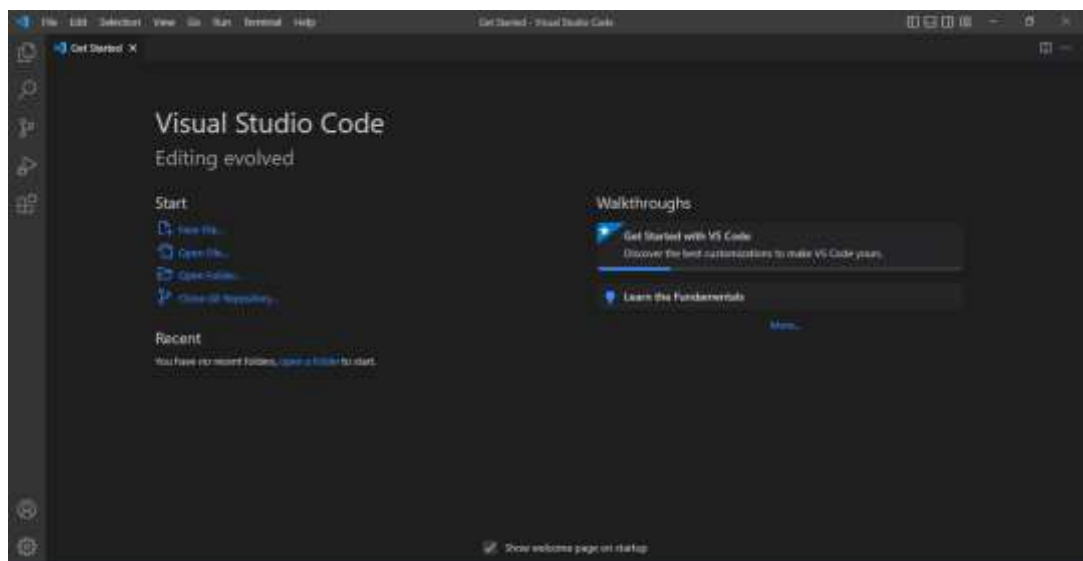 File Edit Selection View Go Run Terminal Help
Get Started - Visual Studio Code
Get Started
Visual Studio Code
Editing evolved
Start
New File...
Open File...
Open Folder...
Clone Git Repository...
Recent
You have no recent folders, open a folder to start.
Walkthroughs
Get Started with VS Code
Discover the best customizations to make VS Code yours.
Learn the Fundamentals
More...
Show welcome page on startup